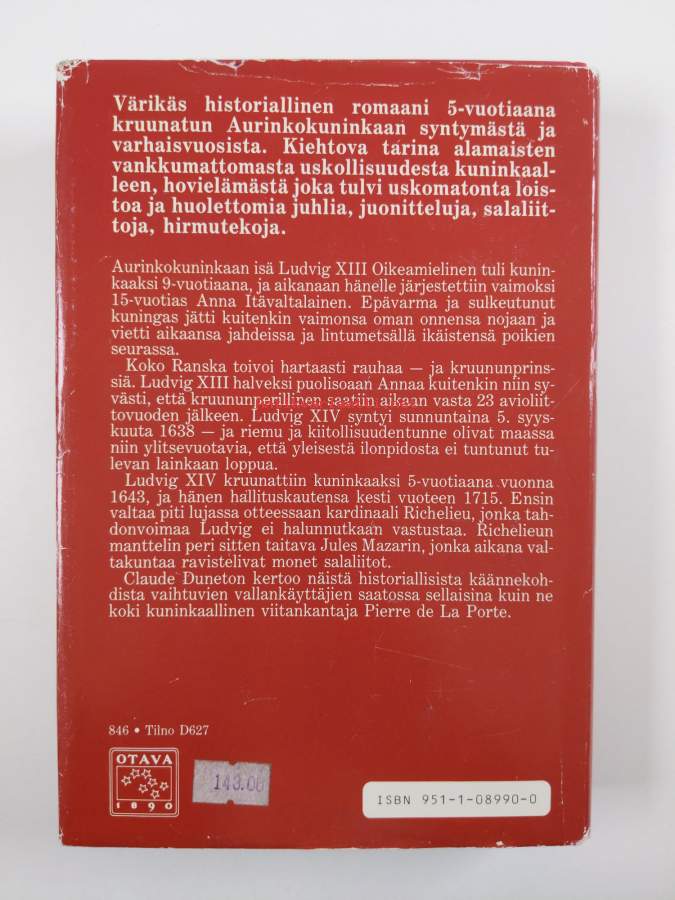 Värikäs historiallinen romaani 5-vuotiaana
kruunatun Aurinkokuninkaan syntymästä ja
varhaisvuosista. Kiehtova tarina alamaisten
vankkumattomasta uskollisuudesta kuninkaal-
leen, hovielämästä joka tulvi uskomatonta lois-
toa ja huolettomia juhlia, juonitteluja, salaliit-
toja, hirmutekoja.
Aurinkokuninkaan isä Ludvig XIII Oikeamielinen tuli kunin-
kaaksi 9-vuotiaana, ja aikanaan hänelle järjestettiin vaimoksi
15-vuotias Anna Itävaltalainen. Epävarma ja sulkeutunut
kuningas jätti kuitenkin vaimonsa oman onnensa nojaan ja
vietti aikaansa jahdeissa ja lintumetsällä ikäistensä poikien
seurassa.
Koko Ranska toivoi hartaasti rauhaa — ja kruununprins-
siä. Ludvig XIII halveksi puolisoaan Annaa kuitenkin niin sy-
västi, että kruununperillinen saatiin aikaan vasta 23 avioliit-
tovuoden jälkeen. Ludvig XIV syntyi sunnuntaina 5. syys-
kuuta 1638 — ja riemu ja kiitollisuudentunne olivat maassa
niin ylitsevuotavia, että yleisestä ilonpidosta ei tuntunut tu-
levan lainkaan loppua.
Ludvig XIV kruunattiin kuninkaaksi 5-vuotiaana vuonna
1643, ja hänen hallituskautensa kesti vuoteen 1715. Ensin
valtaa piti lujassa otteessaan kardinaali Richelieu, jonka tah-
donvoimaa Ludvig ei halunnutkaan vastustaa. Richelieun
manttelin peri sitten taitava Jules Mazarin, jonka aikana val-
takuntaa ravistelivat monet salaliitot.
Claude Duneton kertoo näistä historiallisista käännekoh-
dista vaihtuvien vallankäyttäjien saatossa sellaisina kuin ne
koki kuninkaallinen viitankantaja Pierre de La Porte.
846 • Tilno D627
OTAVA
1890
143.00
ISBN 951-1-08990-0